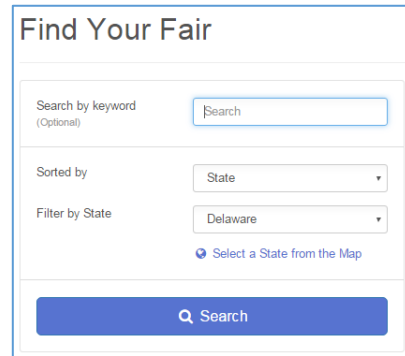 Find Your Fair
Search by keyword
(Optional)
Search
Sorted by
State
Filter by State
Delaware
Select a State from the Map
Search